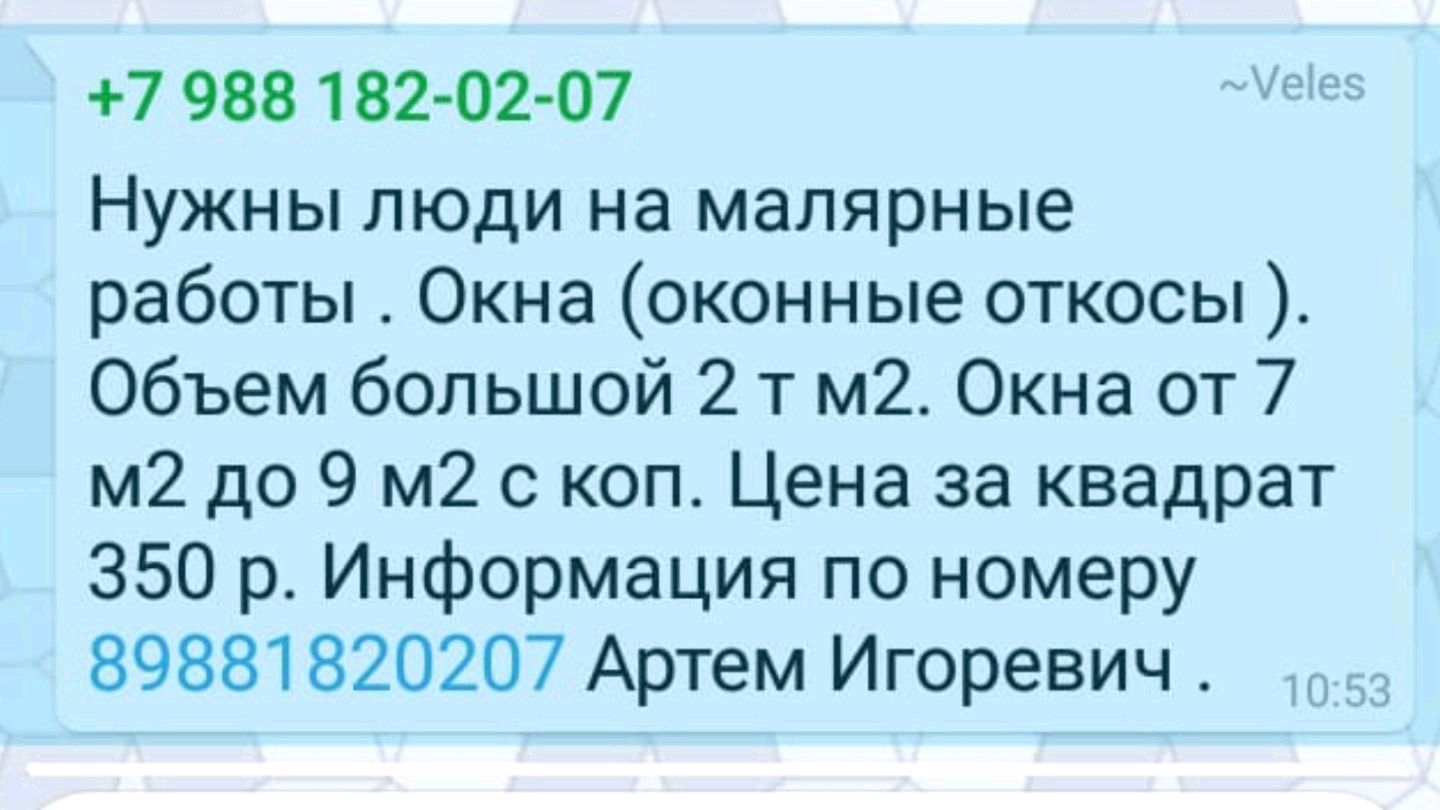 +7 988 182-02-07 ~Veles
Нужны люди на малярные
работы . Окна (оконные откосы ).
Объем большой 2 т м2. Окна от 7
м2 до 9 м2 с коп. Цена за квадрат
350 р. Информация по номеру
89881820207 Артем Игоревич .
10:53